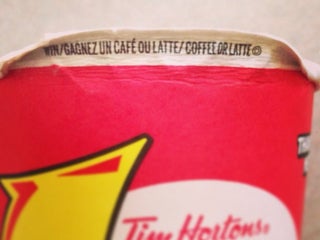 WIN/GAGNEZ UN CAFÉ OU LATTE/ COFFEE OR LATTE
Tim Hortons